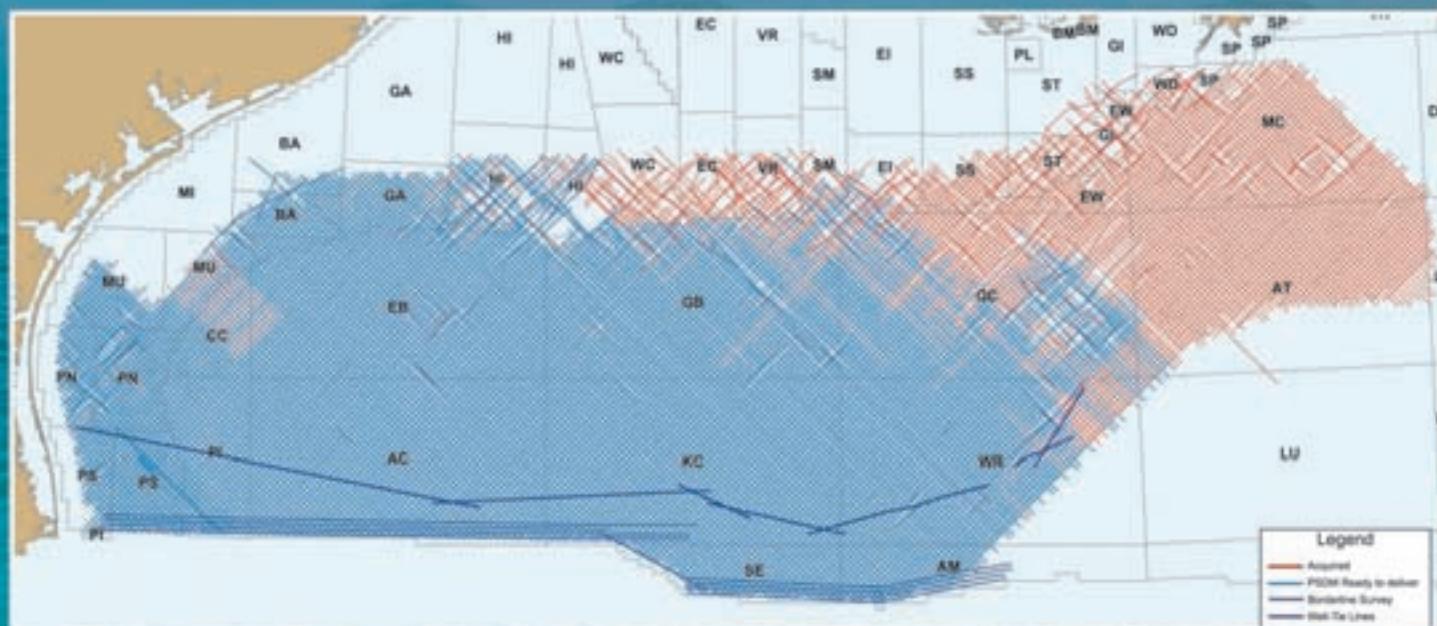 HI
EC
VR
BM
BM
WD
SP
SP
SP
HI
WC
SM
EI
SS
PL
GI
ST
GA
BA
MI
WC
EC
VR
SM
EI
SS
ST
EW
GI
WD
SP
MC
HI
HI
GA
BA
EW
MU
MU
EB
GB
GC
AT
CC
PN
PN
PI
AC
KC
WR
LU
PS
PS
PI
SE
AM
Legend
Acquired
PSDM Ready to deliver
Borderline Survey
Well-Tie Lines